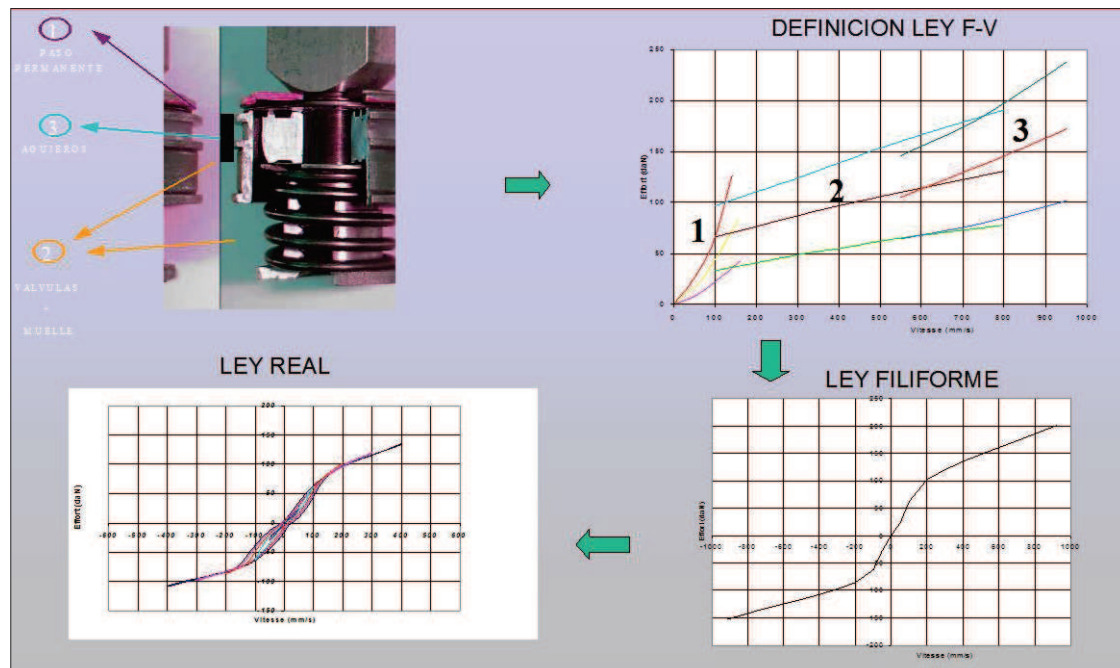 1
PASO
PERMANENTE
3
AGUJEROS
2
VALVULAS
-
MUELLE
DEFINICION LEY F-V
Effort (daN)
250
200
150
100
50
0
1
2
3
0 100 200 300 400 500 600 700 800 900 1000
Vitesse (mm/s)
LEY REAL
Effort (daN)
200
150
100
50
0
-50
-100
-150
-600 -500 -400 -300 -200 -100 0 100 200 300 400 500 600
Vitesse (mm/s)
LEY FILIFORME
Effort (daN)
250
200
150
100
50
0
-50
-100
-150
-200
-1000 -800 -600 -400 -200 0 200 400 600 800 1000
Vitesse (mm/s)